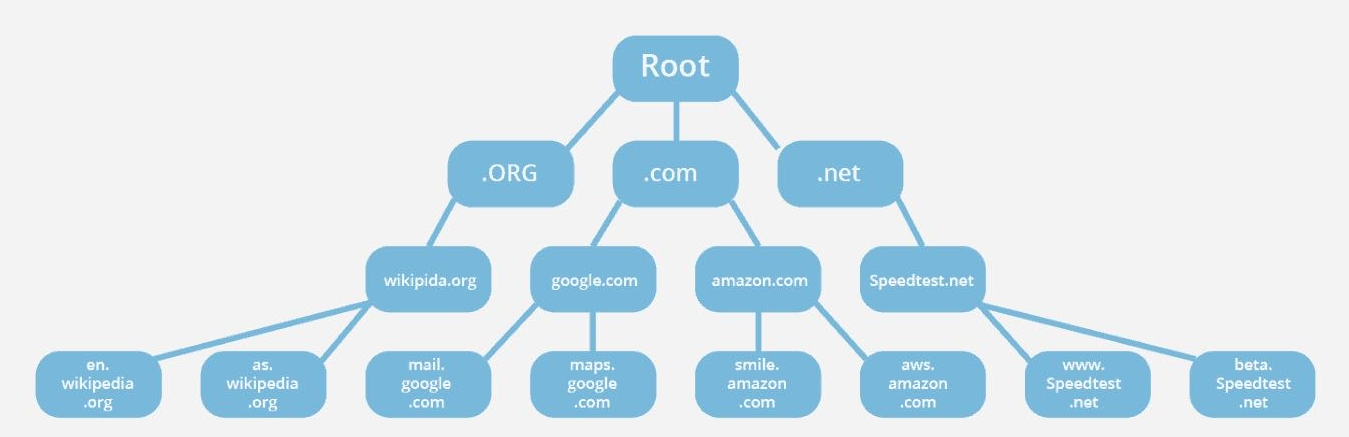 Root
.ORG
.com
.net
wikipida.org
google.com
amazon.com
Speedtest.net
en.
wikipedia
.org
as.
wikipedia
.org
mail.
google
.com
maps.
google
.com
smile.
amazon
.com
aws.
amazon
.com
www.
Speedtest
.net
beta.
Speedtest
.net